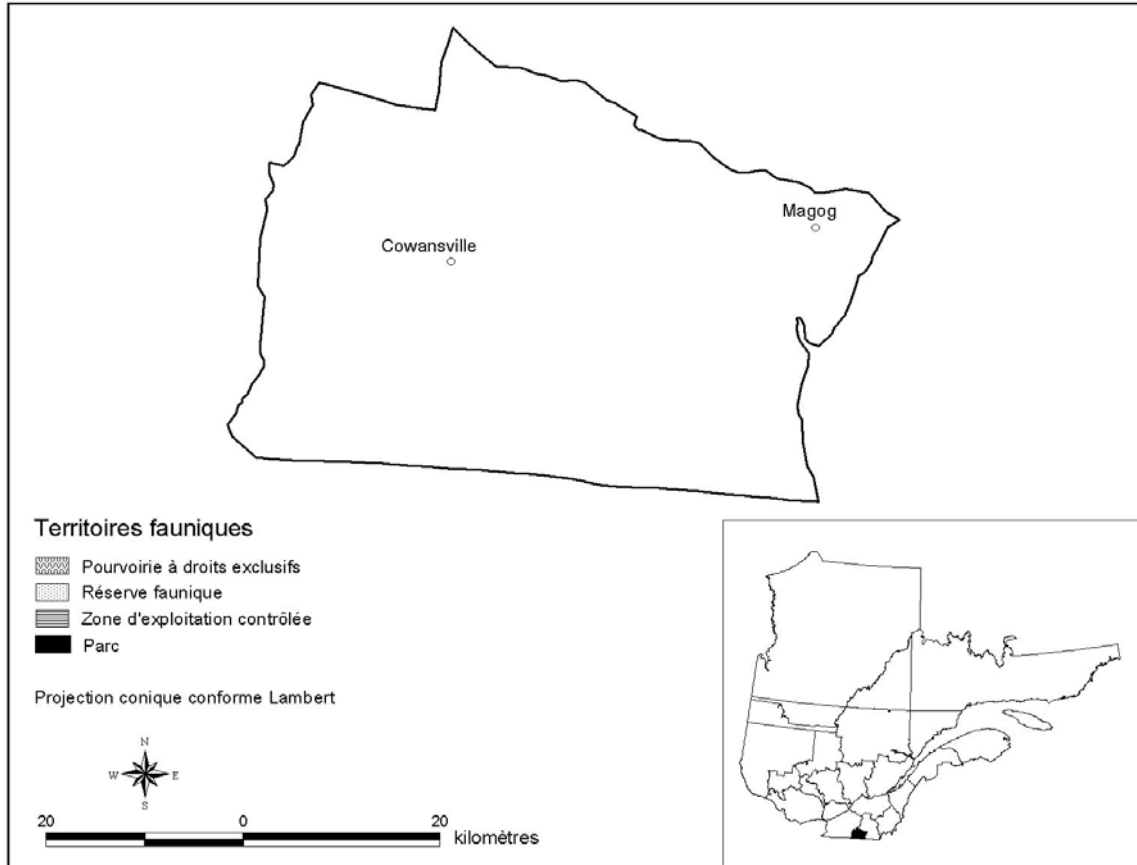 Magog
Cowansville
Territoires fauniques
Pourvoirie à droits exclusifs
Réserve faunique
Zone d'exploitation contrôlée
Parc
Projection conique conforme Lambert
N
W E
S
20 0 20 kilomètres